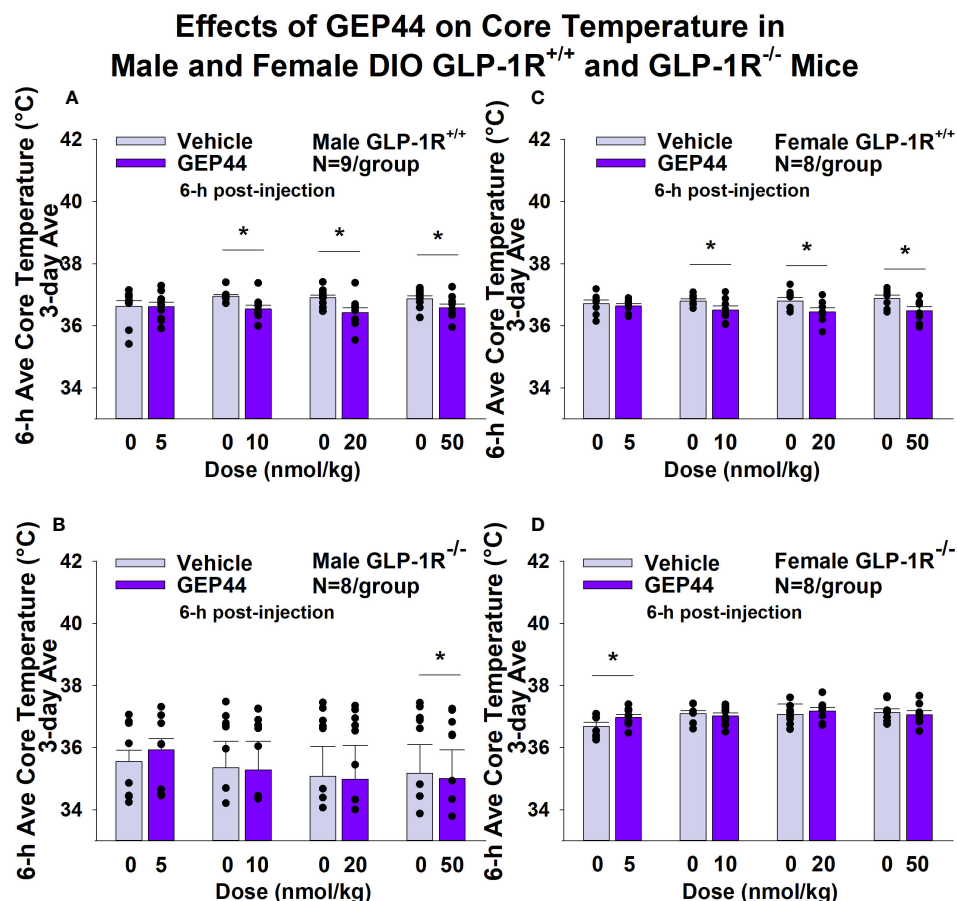 Effects of GEP44 on Core Temperature in
Male and Female DIO GLP-1R+/+ and GLP-1R-/- Mice
A
6-h Ave Core Temperature (°C)
3-day Ave
42
40
38
36
34
Vehicle
GEP44
Male GLP-1R+/+
N=9/group
6-h post-injection
* * *
0 5 0 10 0 20 0 50
Dose (nmol/kg)
C
6-h Ave Core Temperature (°C)
3-day Ave
42
40
38
36
34
Vehicle
GEP44
Female GLP-1R+/+
N=8/group
6-h post-injection
* * *
0 5 0 10 0 20 0 50
Dose (nmol/kg)
B
6-h Ave Core Temperature (°C)
3-day Ave
42
40
38
36
34
Vehicle
GEP44
Male GLP-1R-/-
N=8/group
6-h post-injection
*
0 5 0 10 0 20 0 50
Dose (nmol/kg)
D
6-h Ave Core Temperature (°C)
3-day Ave
42
40
38
36
34
Vehicle
GEP44
Female GLP-1R-/-
N=8/group
6-h post-injection
*
0 5 0 10 0 20 0 50
Dose (nmol/kg)